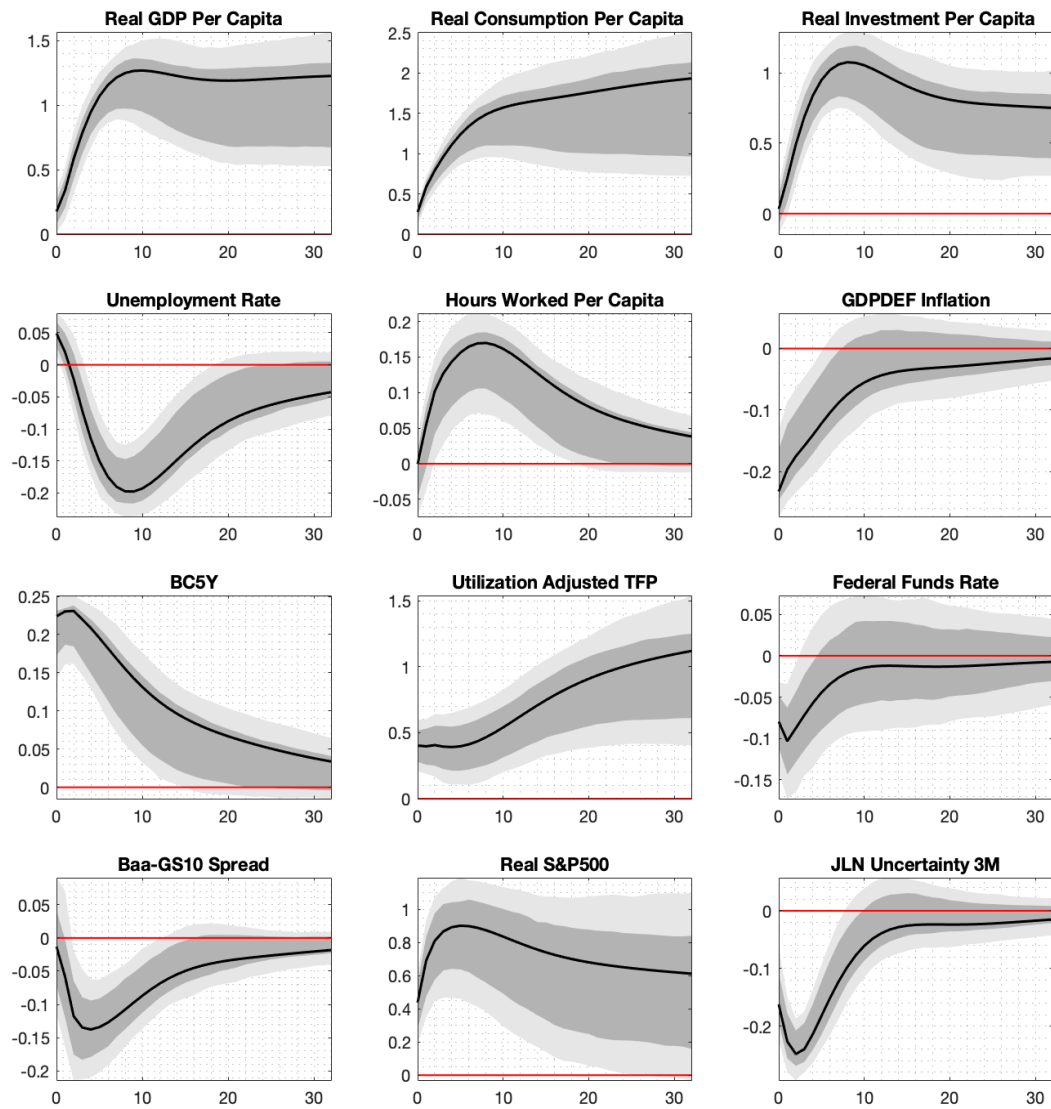 Real GDP Per Capita
1.5
1
0.5
0
0 10 20 30
Real Consumption Per Capita
2.5
2
1.5
1
0.5
0
0 10 20 30
Real Investment Per Capita
1
0.5
0
0 10 20 30
Unemployment Rate
0.05
0
-0.05
-0.1
-0.15
-0.2
0 10 20 30
Hours Worked Per Capita
0.2
0.15
0.1
0.05
0
-0.05
0 10 20 30
GDPDEF Inflation
0
-0.1
-0.2
0 10 20 30
BC5Y
0.25
0.2
0.15
0.1
0.05
0
0 10 20 30
Utilization Adjusted TFP
1.5
1
0.5
0
0 10 20 30
Federal Funds Rate
0.05
0
-0.05
-0.1
-0.15
0 10 20 30
Baa-GS10 Spread
0.05
0
-0.05
-0.1
-0.15
-0.2
0 10 20 30
Real S&P500
1
0.8
0.6
0.4
0.2
0
0 10 20 30
JLN Uncertainty 3M
0
-0.1
-0.2
0 10 20 30